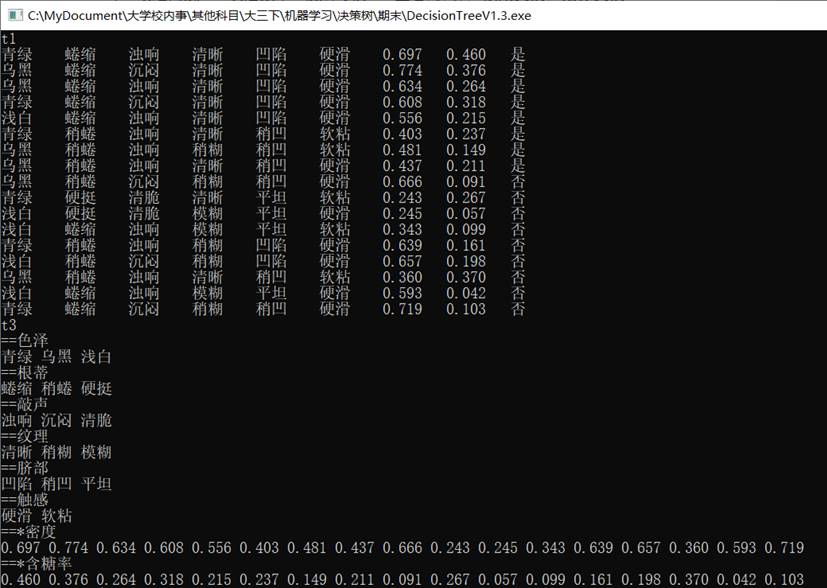 C:\MyDocument\大学校内事\其他科目\大三下\机器学习\决策树\期末\DecisionTreeV1.3.exe
t1
青绿 蜷缩 浊响 清晰 凹陷 硬滑 0.697 0.460 是
乌黑 蜷缩 沉闷 清晰 凹陷 硬滑 0.774 0.376 是
乌黑 蜷缩 浊响 清晰 凹陷 硬滑 0.634 0.264 是
青绿 蜷缩 沉闷 清晰 凹陷 硬滑 0.608 0.318 是
浅白 蜷缩 浊响 清晰 凹陷 硬滑 0.556 0.215 是
青绿 稍蜷 浊响 清晰 稍凹 软粘 0.403 0.237 是
乌黑 稍蜷 浊响 稍糊 稍凹 软粘 0.481 0.149 是
乌黑 稍蜷 浊响 清晰 稍凹 硬滑 0.437 0.211 是
乌黑 稍蜷 沉闷 稍糊 稍凹 硬滑 0.666 0.091 否
青绿 硬挺 清脆 清晰 平坦 软粘 0.243 0.267 否
浅白 硬挺 清脆 模糊 平坦 硬滑 0.245 0.057 否
浅白 蜷缩 浊响 模糊 平坦 软粘 0.343 0.099 否
青绿 稍蜷 浊响 稍糊 凹陷 硬滑 0.639 0.161 否
浅白 稍蜷 沉闷 稍糊 凹陷 硬滑 0.657 0.198 否
乌黑 稍蜷 浊响 清晰 稍凹 软粘 0.360 0.370 否
浅白 蜷缩 浊响 模糊 平坦 硬滑 0.593 0.042 否
青绿 蜷缩 沉闷 稍糊 稍凹 硬滑 0.719 0.103 否
t3
==色泽
青绿 乌黑 浅白
==根蒂
蜷缩 稍蜷 硬挺
==敲声
浊响 沉闷 清脆
==纹理
清晰 稍糊 模糊
==脐部
凹陷 稍凹 平坦
==触感
硬滑 软粘
==*密度
0.697 0.774 0.634 0.608 0.556 0.403 0.481 0.437 0.666 0.243 0.245 0.343 0.639 0.657 0.360 0.593 0.719
==*含糖率
0.460 0.376 0.264 0.318 0.215 0.237 0.149 0.211 0.091 0.267 0.057 0.099 0.161 0.198 0.370 0.042 0.103